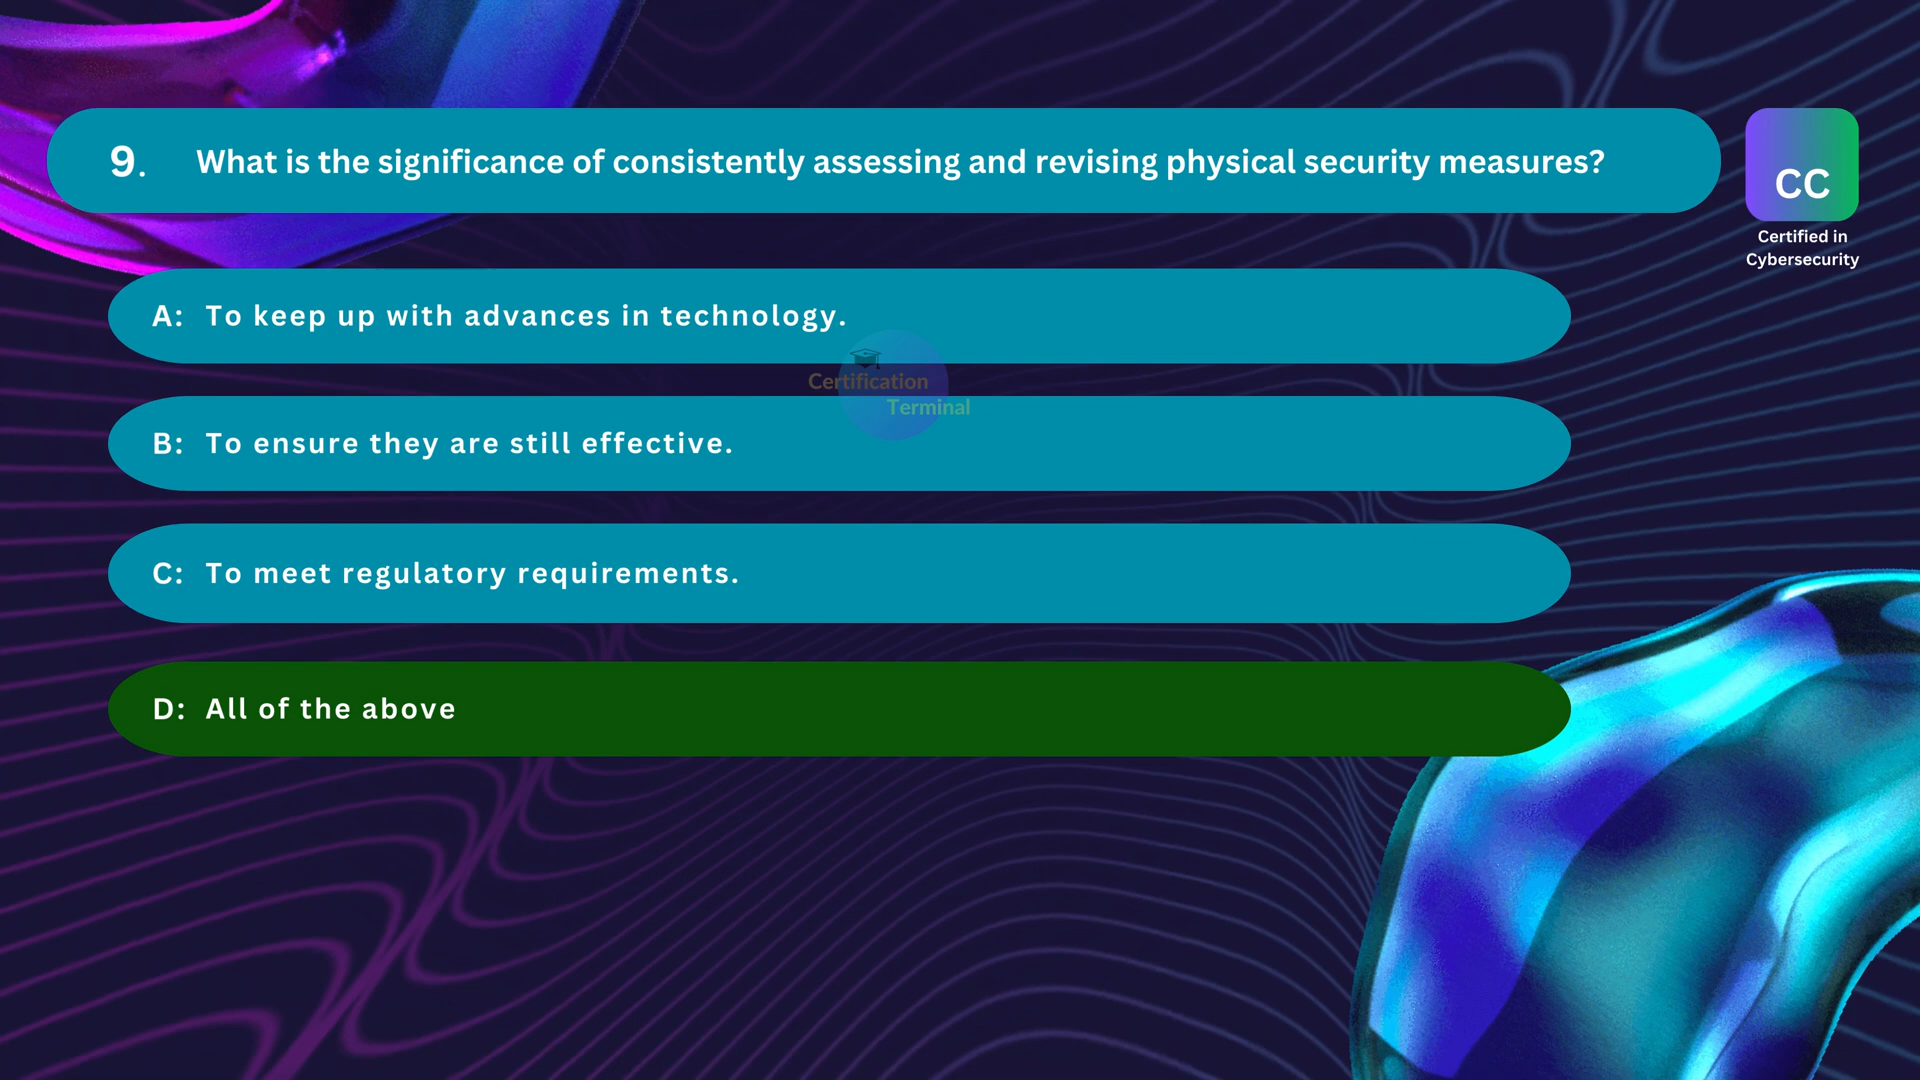 9. What is the significance of consistently assessing and revising physical security measures?
CC
Certified in
Cybersecurity
A: To keep up with advances in technology.
Certification
Terminal
B: To ensure they are still effective.
C: To meet regulatory requirements.
D: All of the above